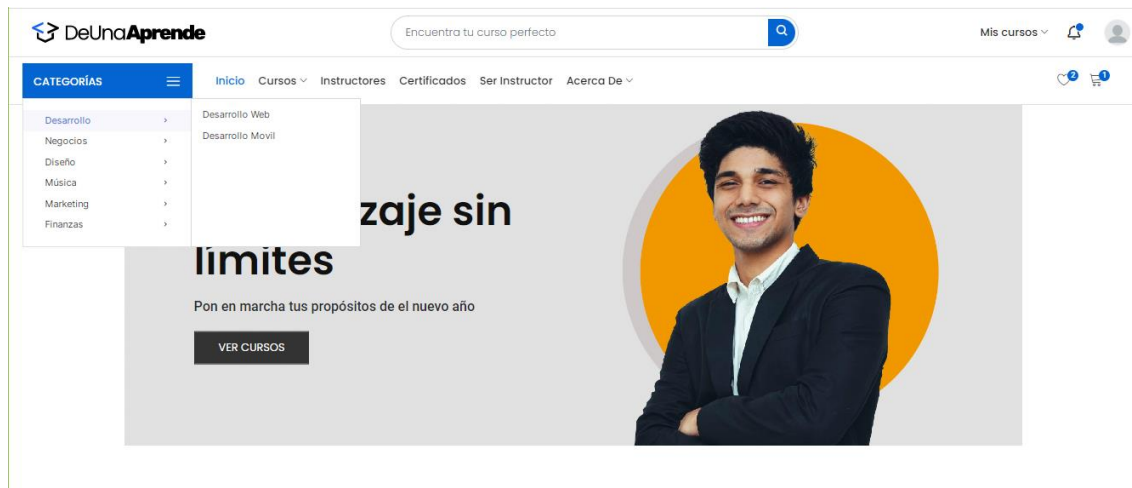 DeUnaAprende
Encuentra tu curso perfecto
Mis cursos
CATEGORÍAS
Inicio Cursos Instructores Certificados Ser Instructor Acerca De
2
1
Desarrollo
Negocios
Diseño
Música
Marketing
Finanzas
Desarrollo Web
Desarrollo Movil
zaje sin
límites
Pon en marcha tus propósitos de el nuevo año
VER CURSOS